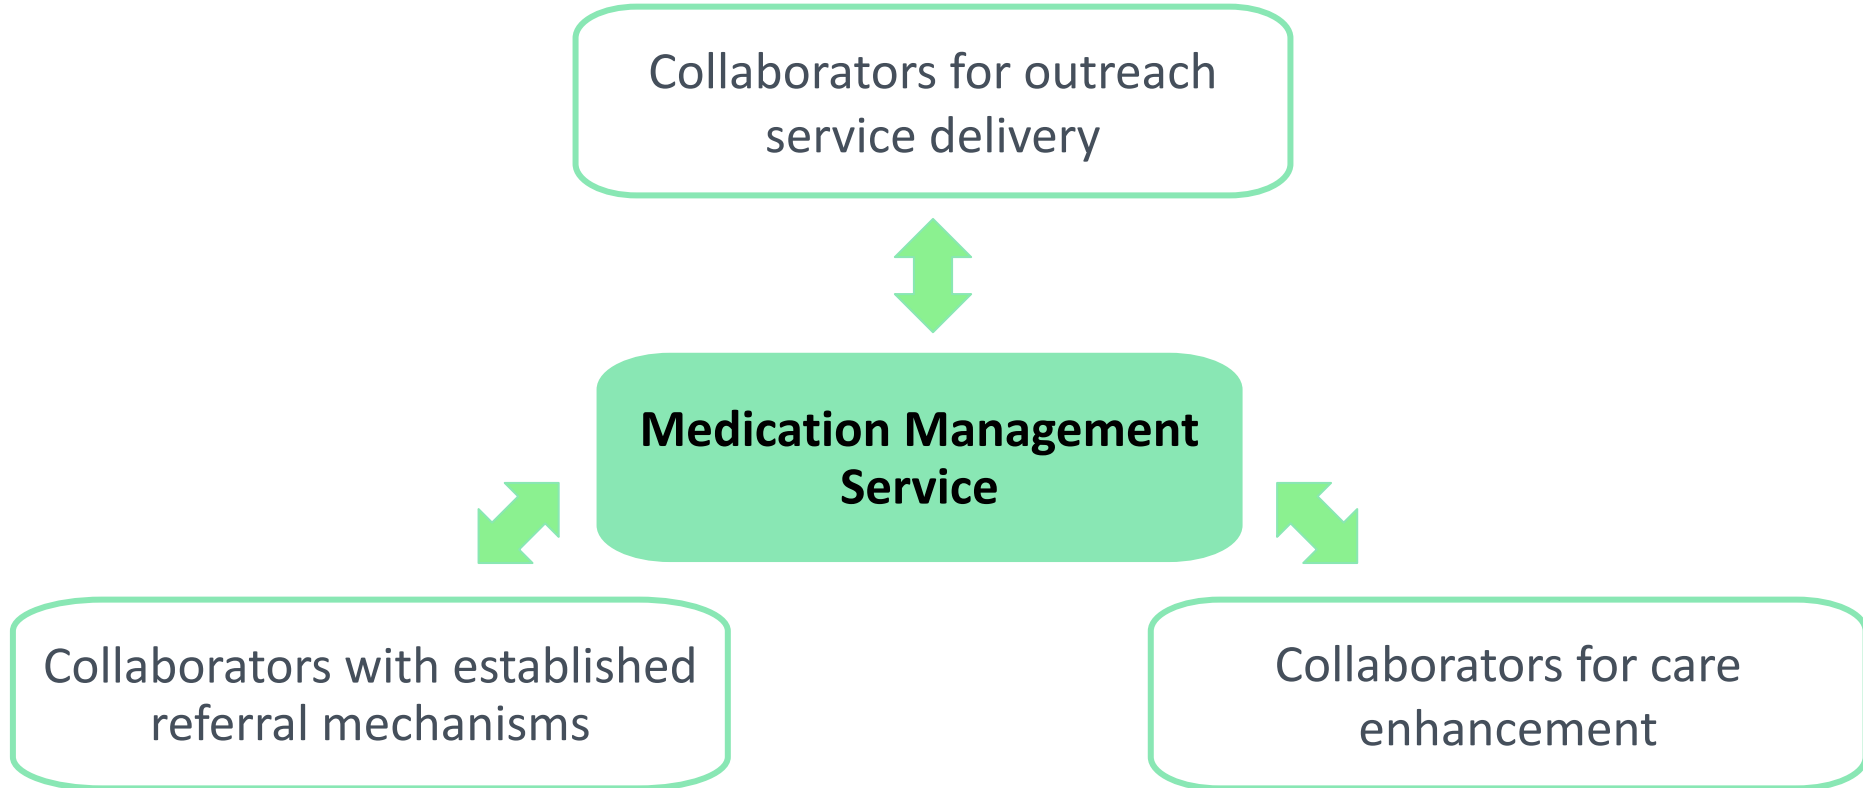 Collaborators for outreach
service delivery
Medication Management
Service
Collaborators with established
referral mechanisms
Collaborators for care
enhancement